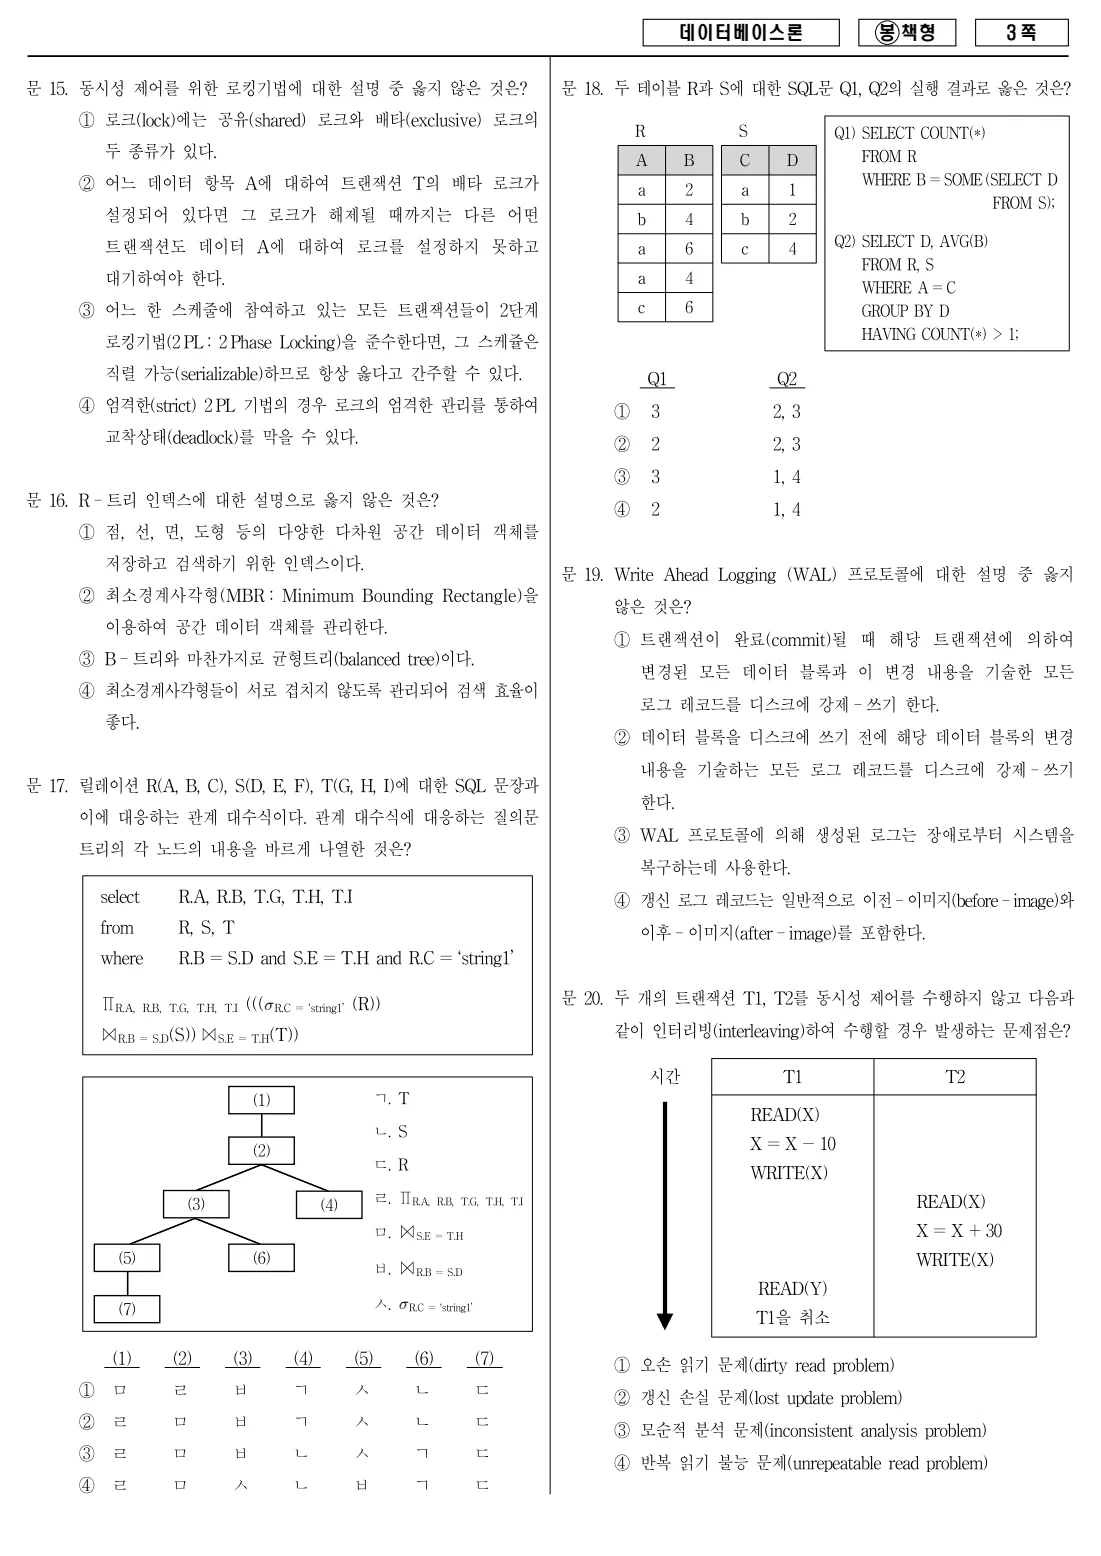 데이터베이스론
봉책형
3쪽
문 15. 동시성 제어를 위한 로킹기법에 대한 설명 중 옳지 않은 것은?
① 로크(lock)에는 공유(shared) 로크와 배타(exclusive) 로크의
두 종류가 있다.
② 어느 데이터 항목 A에 대하여 트랜잭션 T의 배타 로크가
설정되어 있다면 그 로크가 해제될 때까지는 다른 어떤
트랜잭션도 데이터 A에 대하여 로크를 설정하지 못하고
대기하여야 한다.
③ 어느 한 스케줄에 참여하고 있는 모든 트랜잭션들이 2단계
로킹기법(2PL : 2Phase Locking)을 준수한다면, 그 스케쥴은
직렬 가능(serializable)하므로 항상 옳다고 간주할 수 있다.
④ 엄격한(strict) 2PL 기법의 경우 로크의 엄격한 관리를 통하여
교착상태(deadlock)를 막을 수 있다.
문 16. R-트리 인덱스에 대한 설명으로 옳지 않은 것은?
① 점, 선, 면, 도형 등의 다양한 다차원 공간 데이터 객체를
저장하고 검색하기 위한 인덱스이다.
② 최소경계사각형(MBR : Minimum Bounding Rectangle)을
이용하여 공간 데이터 객체를 관리한다.
③ B-트리와 마찬가지로 균형트리(balanced tree)이다.
④ 최소경계사각형들이 서로 겹치지 않도록 관리되어 검색 효율이
좋다.
문 17. 릴레이션 R(A, B, C), S(D, E, F), T(G, H, I)에 대한 SQL 문장과
이에 대응하는 관계 대수식이다. 관계 대수식에 대응하는 질의문
트리의 각 노드의 내용을 바르게 나열한 것은?
select R.A, R.B, T.G, T.H, T.I
from R, S, T
where R.B = S.D and S.E = T.H and R.C = ‘string1’
∏R.A, R.B, T.G, T.H, T.I (((σR.C = ‘string1’ (R))
⋈R.B = S.D(S)) ⋈S.E = T.H(T))
(1)
(2)
(3) (4)
(5) (6)
(7)
ㄱ. T
ㄴ. S
ㄷ. R
ㄹ. ∏R.A, R.B, T.G, T.H, T.I
ㅁ. ⋈S.E = T.H
ㅂ. ⋈R.B = S.D
ㅅ. σR.C = ‘string1’
(1) (2) (3) (4) (5) (6) (7)
① ㅁ ㄹ ㅂ ㄱ ㅅ ㄴ ㄷ
② ㄹ ㅁ ㅂ ㄱ ㅅ ㄴ ㄷ
③ ㄹ ㅁ ㅂ ㄴ ㅅ ㄱ ㄷ
④ ㄹ ㅁ ㅅ ㄴ ㅂ ㄱ ㄷ
문 18. 두 테이블 R과 S에 대한 SQL문 Q1, Q2의 실행 결과로 옳은 것은?
R S
A B C D
a 2 a 1
b 4 b 2
a 6 c 4
a 4
c 6
Q1) SELECT COUNT(*)
FROM R
WHERE B = SOME (SELECT D
FROM S);
Q2) SELECT D, AVG(B)
FROM R, S
WHERE A = C
GROUP BY D
HAVING COUNT(*) > 1;
Q1 Q2
① 3 2, 3
② 2 2, 3
③ 3 1, 4
④ 2 1, 4
문 19. Write Ahead Logging (WAL) 프로토콜에 대한 설명 중 옳지
않은 것은?
① 트랜잭션이 완료(commit)될 때 해당 트랜잭션에 의하여
변경된 모든 데이터 블록과 이 변경 내용을 기술한 모든
로그 레코드를 디스크에 강제-쓰기 한다.
② 데이터 블록을 디스크에 쓰기 전에 해당 데이터 블록의 변경
내용을 기술하는 모든 로그 레코드를 디스크에 강제-쓰기
한다.
③ WAL 프로토콜에 의해 생성된 로그는 장애로부터 시스템을
복구하는데 사용한다.
④ 갱신 로그 레코드는 일반적으로 이전-이미지(before-image)와
이후-이미지(after-image)를 포함한다.
문 20. 두 개의 트랜잭션 T1, T2를 동시성 제어를 수행하지 않고 다음과
같이 인터리빙(interleaving)하여 수행할 경우 발생하는 문제점은?
시간 T1 T2
READ(X)
X = X - 10
WRITE(X)
READ(X)
X = X + 30
WRITE(X)
READ(Y)
T1을 취소
① 오손 읽기 문제(dirty read problem)
② 갱신 손실 문제(lost update problem)
③ 모순적 분석 문제(inconsistent analysis problem)
④ 반복 읽기 불능 문제(unrepeatable read problem)